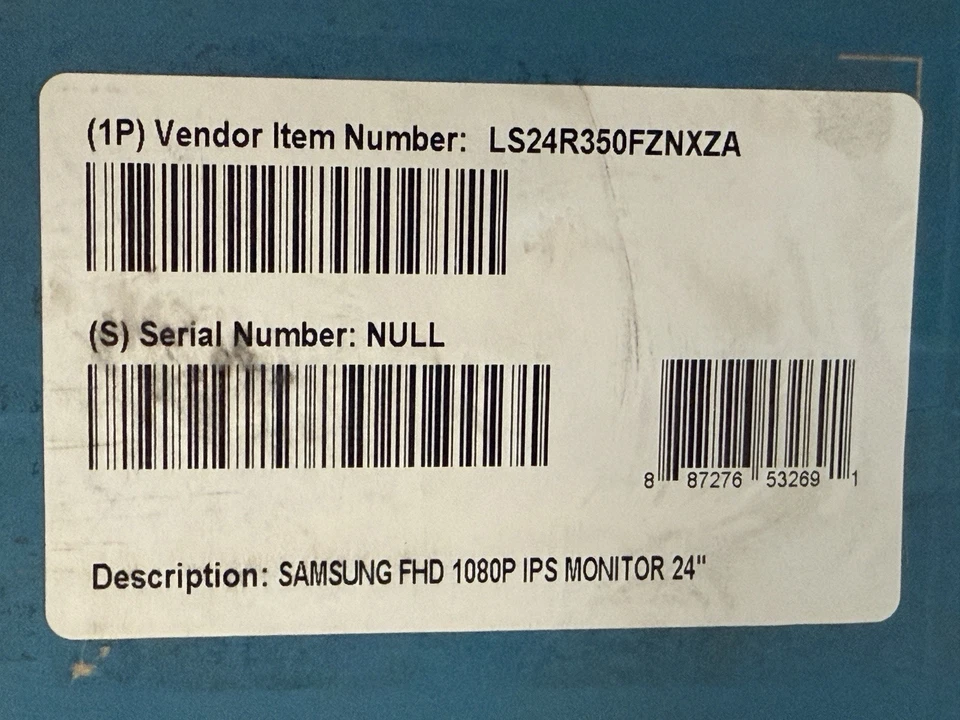 (1P) Vendor Item Number: LS24R350FZNXZA
(S) Serial Number: NULL
8 87276 53269 1
Description: SAMSUNG FHD 1080P IPS MONITOR 24"